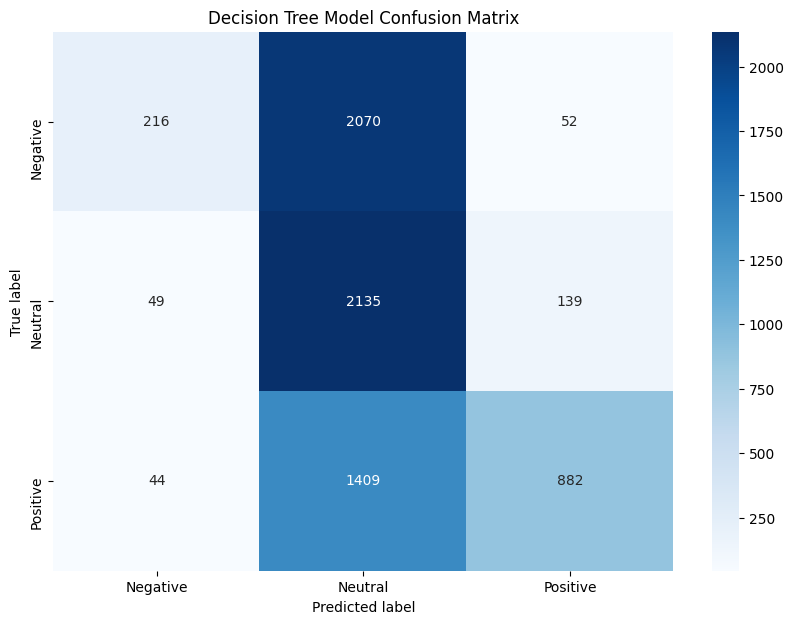 Decision Tree Model Confusion Matrix
True label
Negative
216 2070 52
Neutral
49 2135 139
Positive
44 1409 882
Negative Neutral Positive
Predicted label
2000
1750
1500
1250
1000
750
500
250